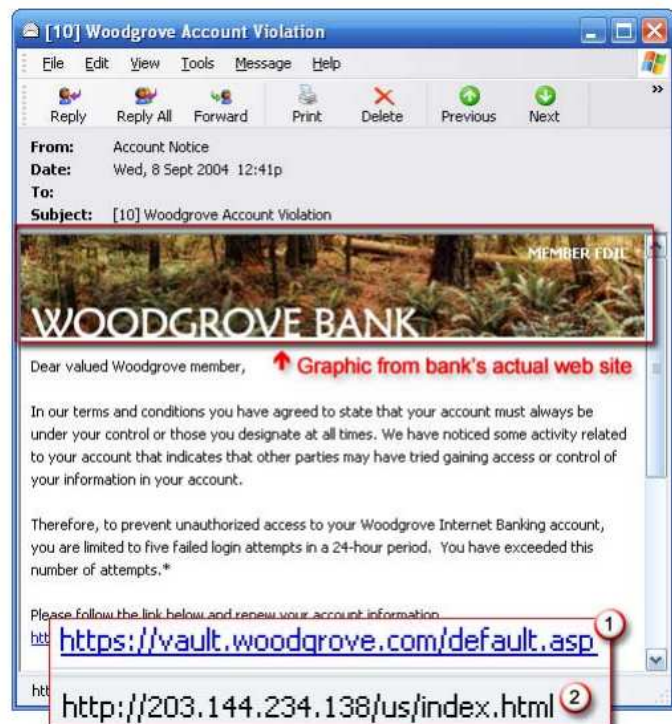 [10] Woodgrove Account Violation
File Edit View Tools Message Help
Reply Reply All Forward Print Delete Previous Next
From: Account Notice
Date: Wed, 8 Sept 2004 12:41p
To:
Subject: [10] Woodgrove Account Violation
MEMBER FDIC
WOODGROVE BANK
Dear valued Woodgrove member,
Graphic from bank's actual web site
In our terms and conditions you have agreed to state that your account must always be
under your control or those you designate at all times. We have noticed some activity related
to your account that indicates that other parties may have tried gaining access or control of
your information in your account.
Therefore, to prevent unauthorized access to your Woodgrove Internet Banking account,
you are limited to five failed login attempts in a 24-hour period. You have exceeded this
number of attempts.*
Please follow the link below and renew your account information
htt
https://vault.woodgrove.com/default.asp 1
htt
http://203.144.234.138/us/index.html 2